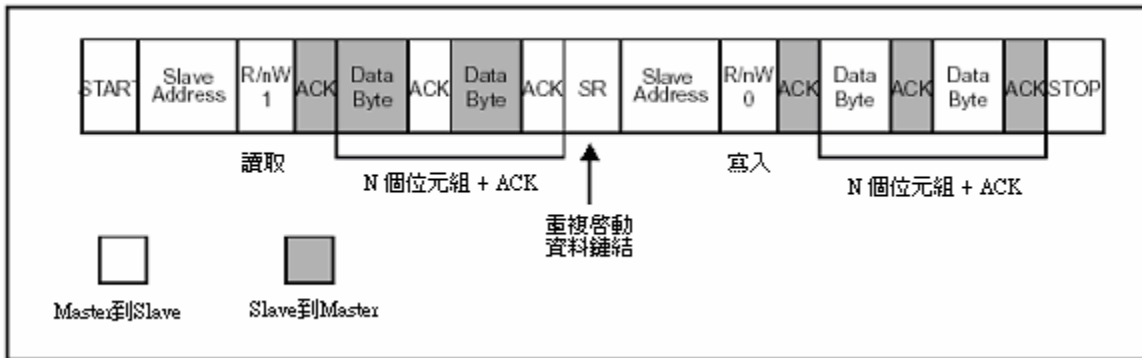 START Slave Address R/nW 1 ACK Data Byte ACK Data Byte ACK SR Slave Address R/nW 0 ACK Data Byte ACK Data Byte ACK STOP
讀取
寫入
N 個位元組 + ACK
N 個位元組 + ACK
重複啓動
資料鏈結
Master到Slave
Slave到Master